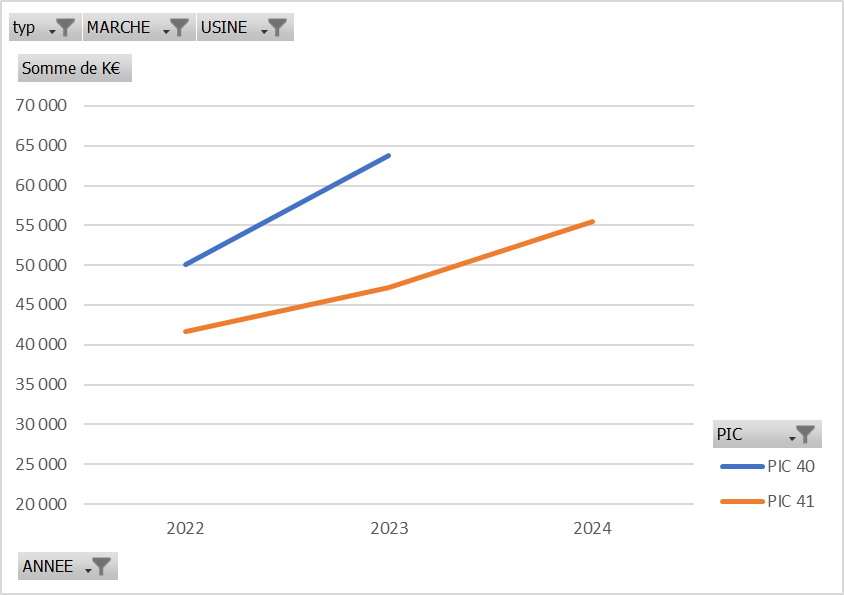 typ MARCHE USINE
Somme de K€
70 000
65 000
60 000
55 000
50 000
45 000
40 000
35 000
30 000
25 000
20 000
2022 2023 2024
PIC
PIC 40
PIC 41
ANNEE